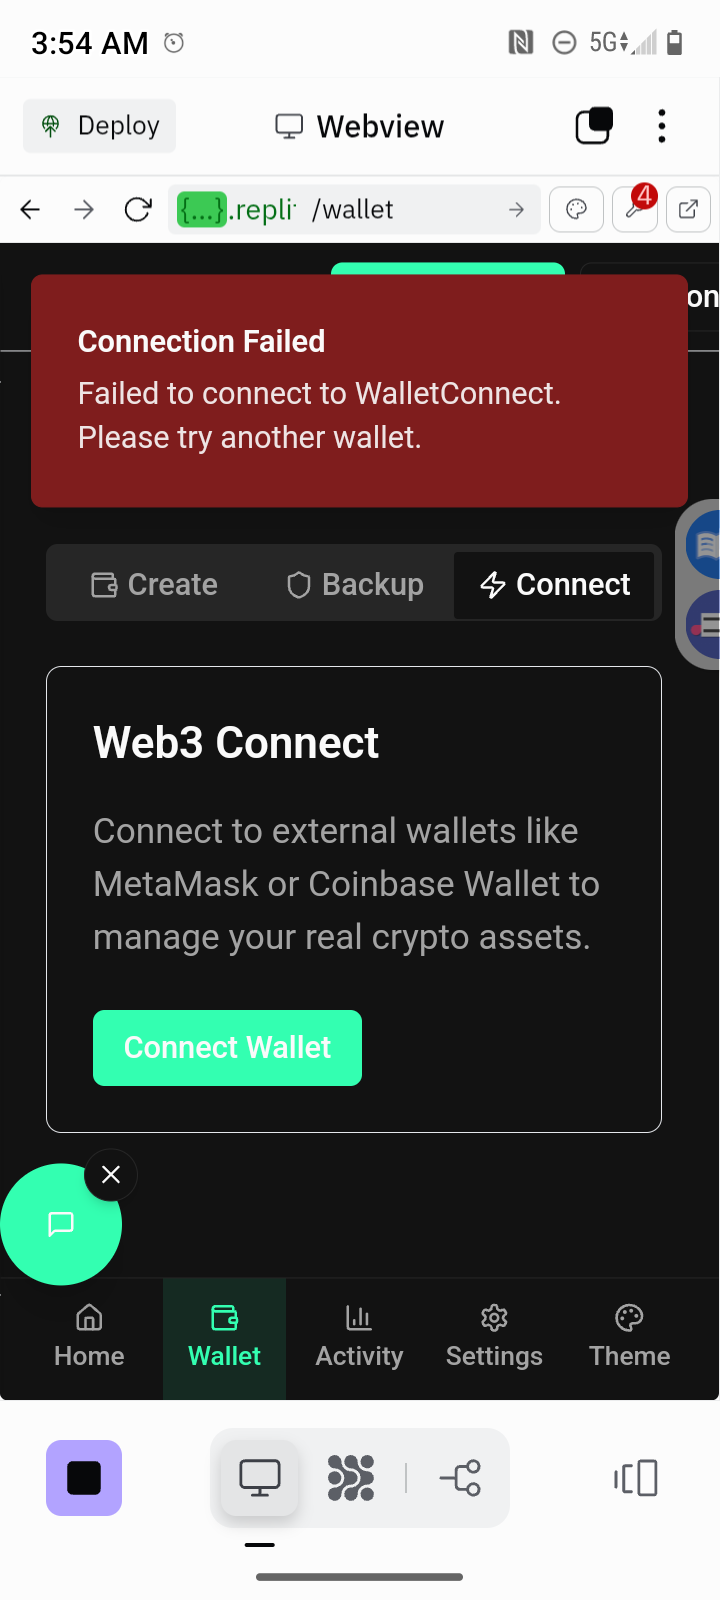 3:54 AM
5G
Deploy
Webview
{...}.repli /wallet
4
on
Connection Failed
Failed to connect to WalletConnect.
Please try another wallet.
Create
Backup
Connect
Web3 Connect
Connect to external wallets like
MetaMask or Coinbase Wallet to
manage your real crypto assets.
Connect Wallet
Home
Wallet
Activity
Settings
Theme